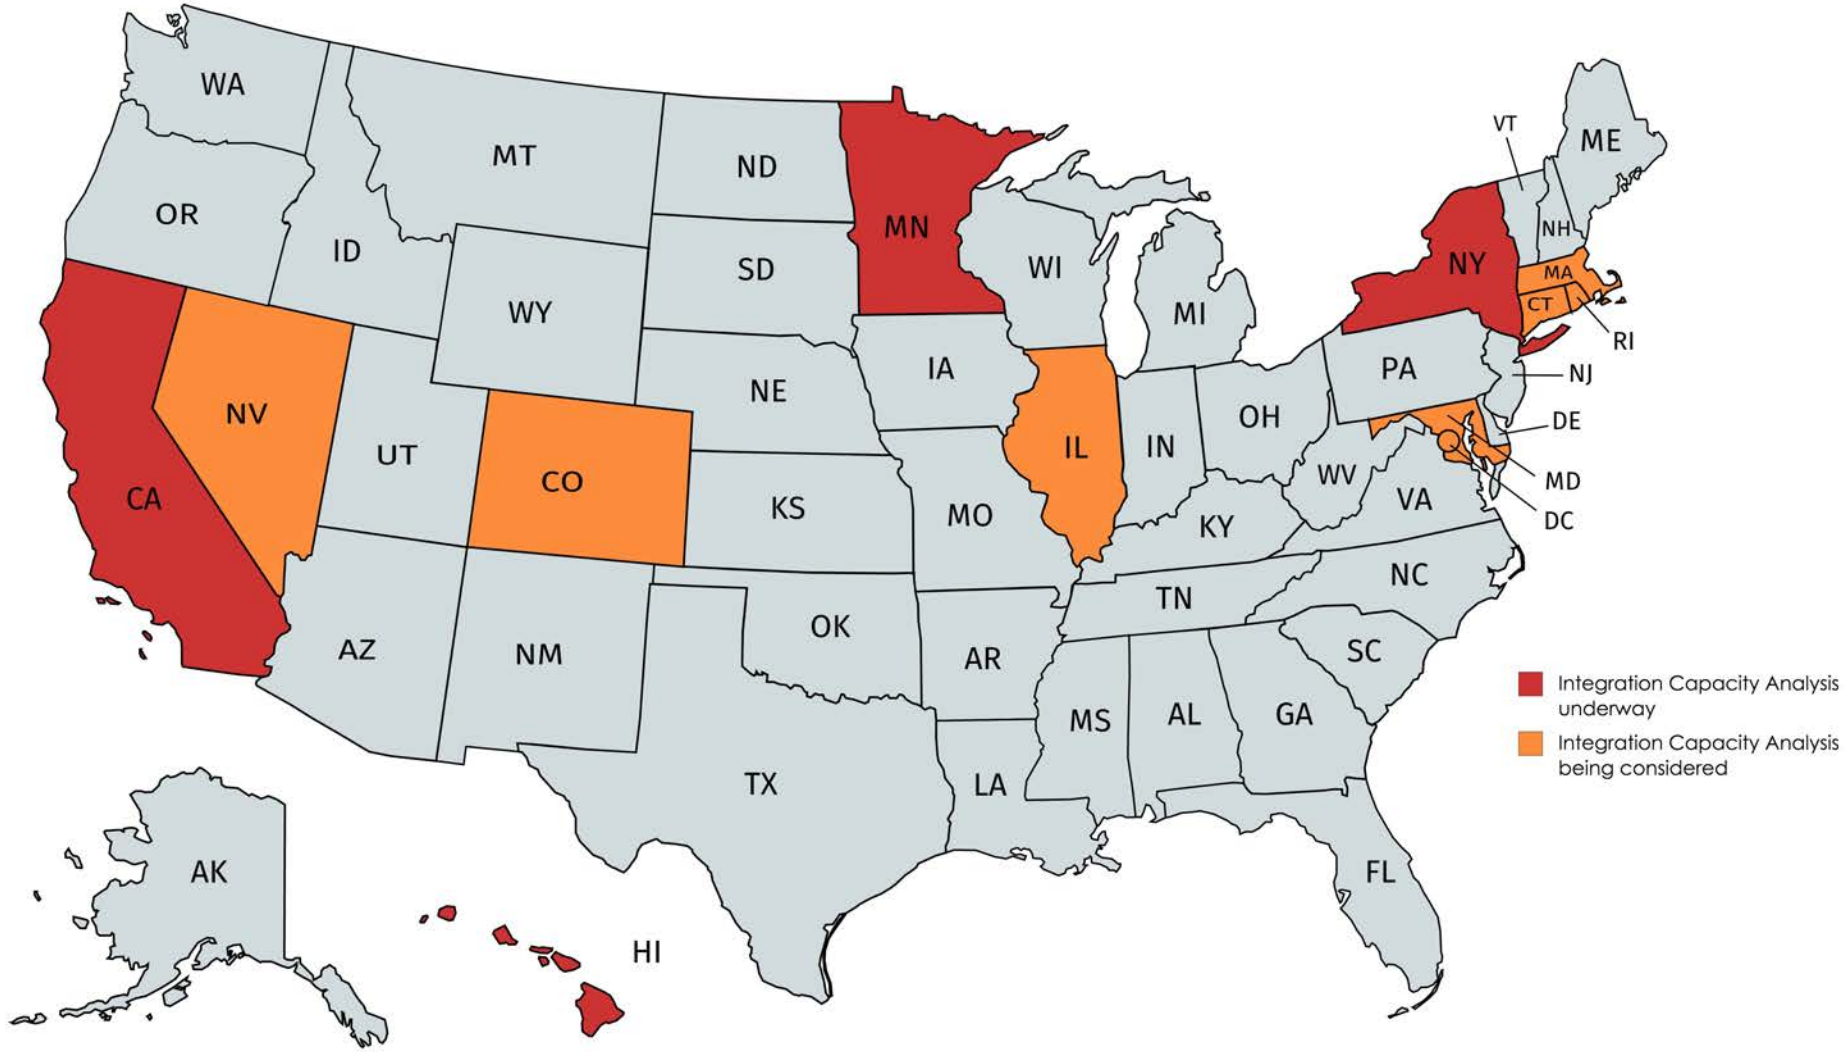 WA
VT
ME
MT
ND
OR
MN
NH
ID
NY
WI
SD
MA
CT
WY
MI
RI
IA
PA
NJ
NE
NV
OH
DE
UT
IL
IN
CO
WV
MD
CA
VA
KS
MO
DC
KY
NC
TN
OK
AZ
NM
AR
SC
Integration Capacity Analysis
underway
MS
AL
GA
Integration Capacity Analysis
being considered
TX
LA
AK
FL
HI